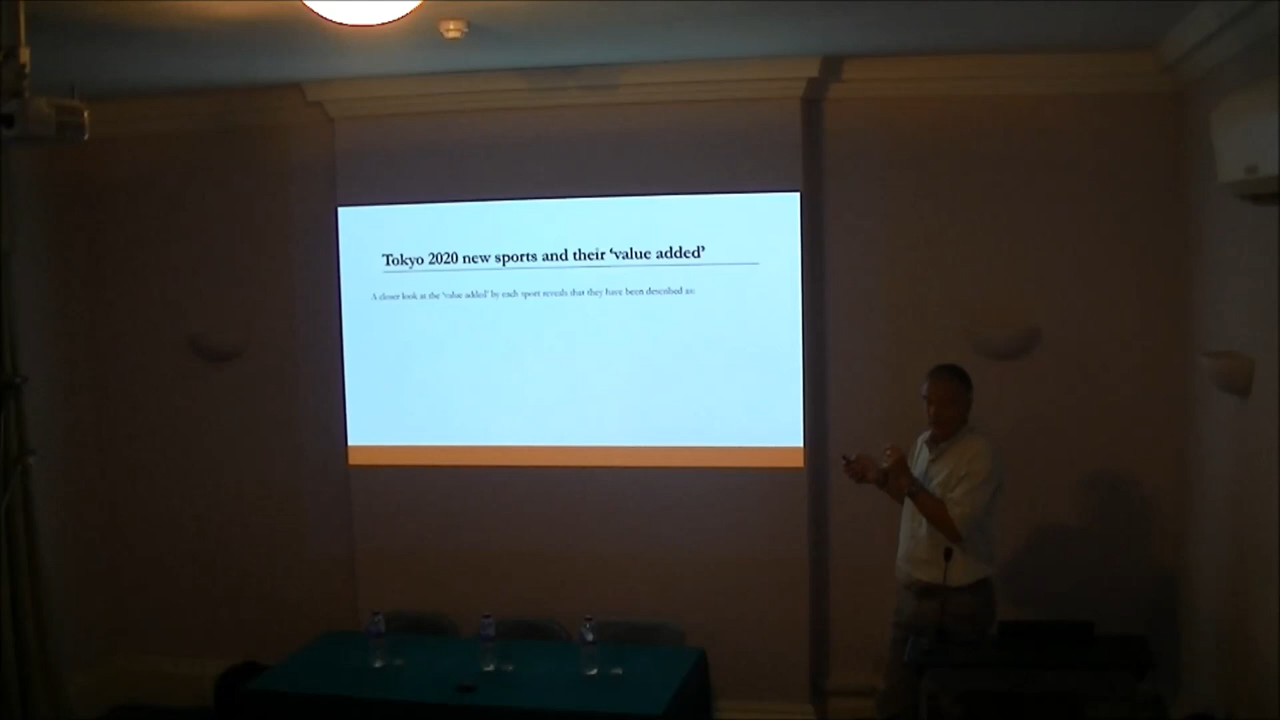 Tokyo 2020 new sports and their ‘value added’
A closer look at the ‘value added’ by each sport reveals that they have been described as: